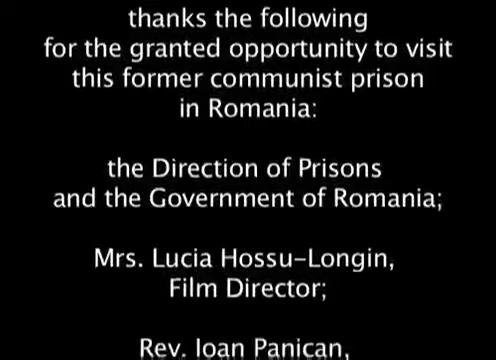 thanks the following
for the granted opportunity to visit
this former communist prison
in Romania:
the Direction of Prisons
and the Government of Romania;
Mrs. Lucia Hossu-Longin,
Film Director;
Rev. Ioan Panican,